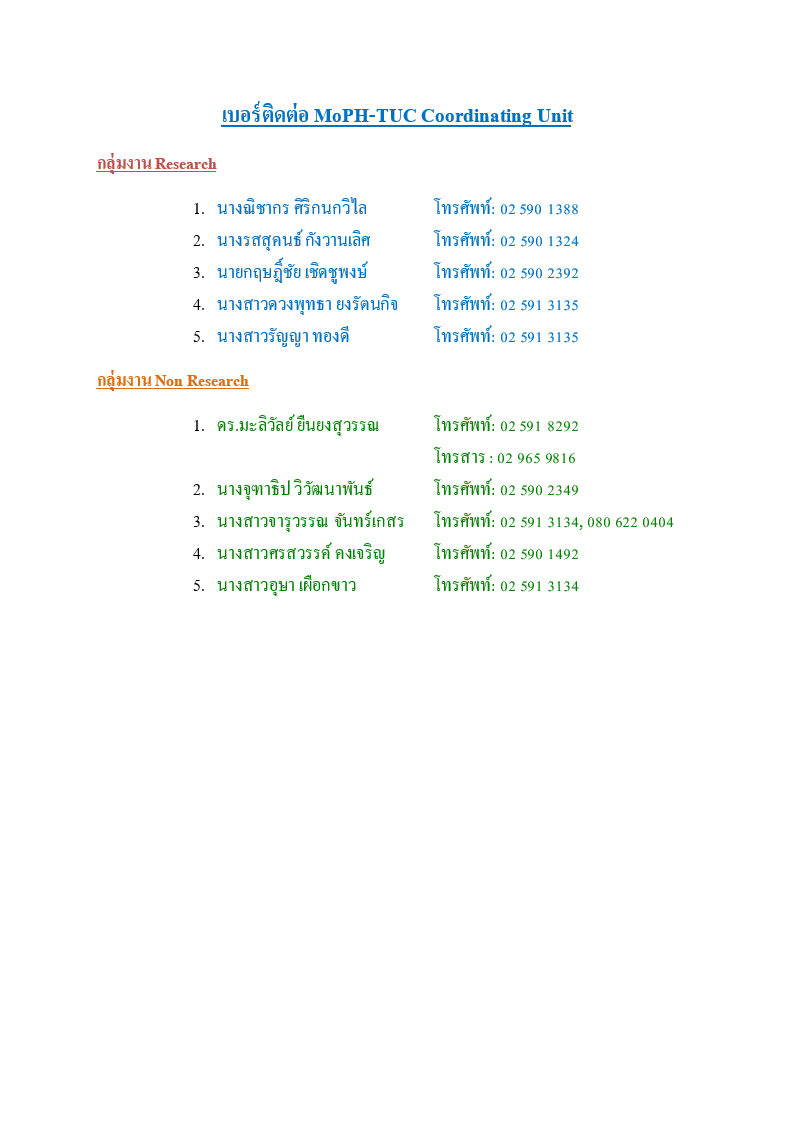 เบอร์ติดต่อ MoPH-TUC Coordinating Unit
กลุ่มงาน Research
1. นางณิชากร ศิริกนกวิไล โทรศัพท์: 02 590 1388
2. นางรสสุคนธ์ กังวานเลิศ โทรศัพท์: 02 590 1324
3. นายกฤษฎิ์ชัย เชิดชูพงษ์ โทรศัพท์: 02 590 2392
4. นางสาวดวงพุทธา ยงรัตนกิจ โทรศัพท์: 02 591 3135
5. นางสาวรัญญา ทองดี โทรศัพท์: 02 591 3135
กลุ่มงาน Non Research
1. ดร.มะลิวัลย์ ยืนยงสุวรรณ โทรศัพท์: 02 591 8292
โทรสาร : 02 965 9816
2. นางจุฑาธิป วิวัฒนาพันธ์ โทรศัพท์: 02 590 2349
3. นางสาวจารุวรรณ จันทร์เกสร โทรศัพท์: 02 591 3134, 080 622 0404
4. นางสาวศรสวรรค์ คงเจริญ โทรศัพท์: 02 590 1492
5. นางสาวอุษา เผือกขาว โทรศัพท์: 02 591 3134